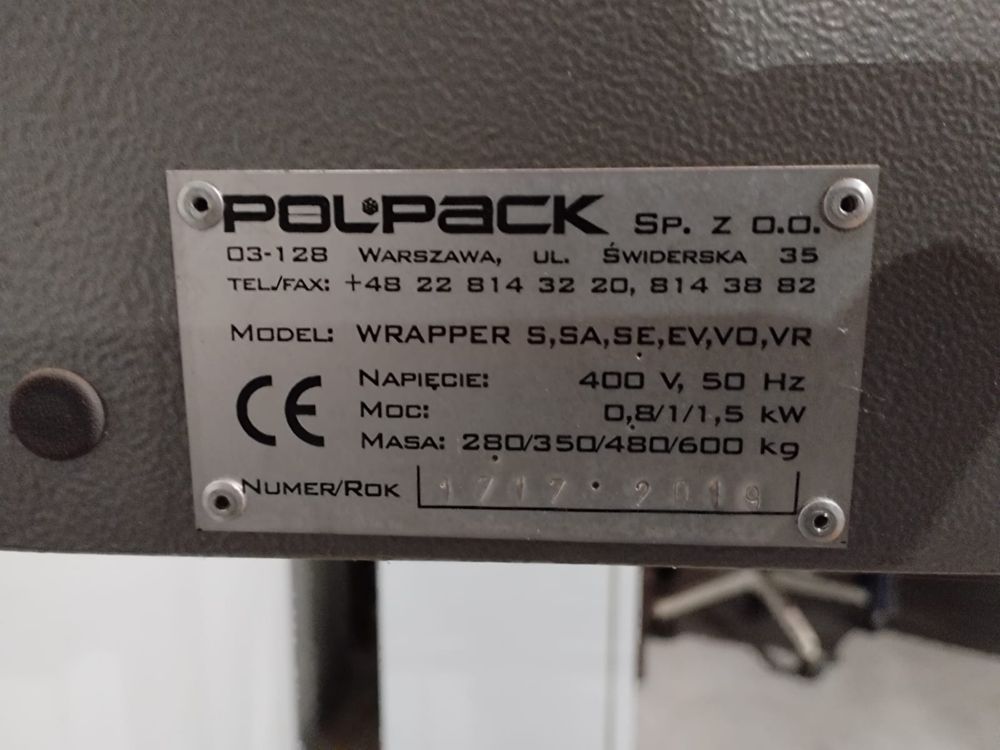 POLPACK SP. Z O.O.
03-128 WARSZAWA, UL. ŚWIDERSKA 35
TEL./FAX: +48 22 814 32 20, 814 38 82
MODEL: WRAPPER S,SA,SE,EV,VO,VR
CE
NAPIĘCIE: 400 V, 50 Hz
MOC: 0,8/1/1,5 kW
MASA: 280/350/480/600 kg
NUMER/ROK 1717 • 2019